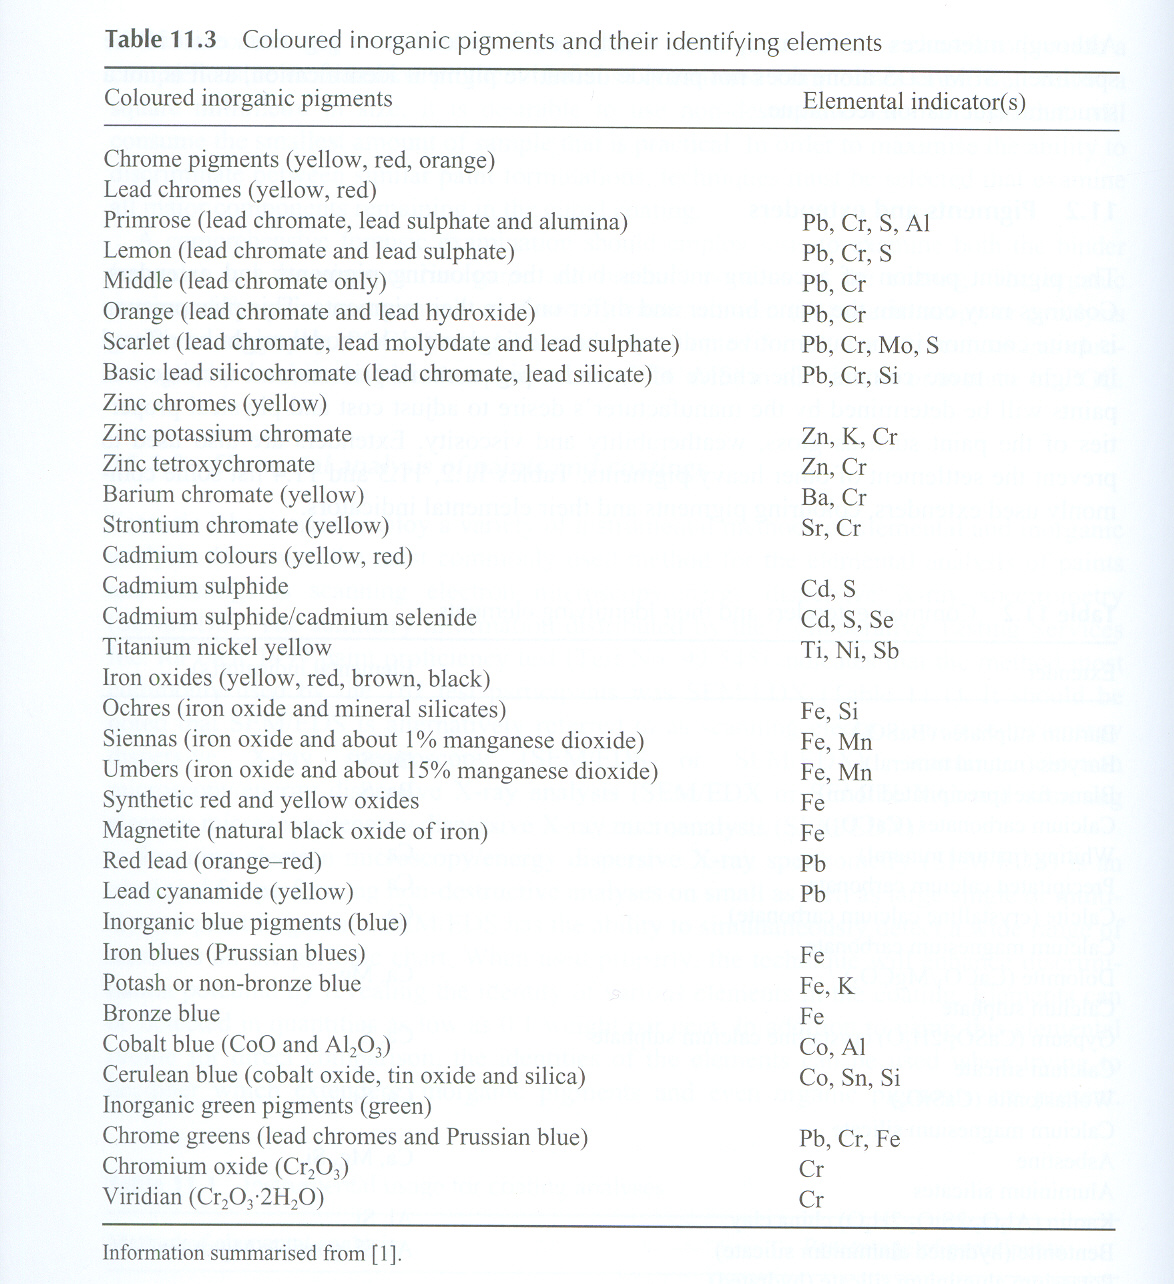 Table 11.3 Coloured inorganic pigments and their identifying elements
Coloured inorganic pigments Elemental indicator(s)
Chrome pigments (yellow, red, orange)
Lead chromes (yellow, red)
Primrose (lead chromate, lead sulphate and alumina) Pb, Cr, S, Al
Lemon (lead chromate and lead sulphate) Pb, Cr, S
Middle (lead chromate only) Pb, Cr
Orange (lead chromate and lead hydroxide) Pb, Cr
Scarlet (lead chromate, lead molybdate and lead sulphate) Pb, Cr, Mo, S
Basic lead silicochromate (lead chromate, lead silicate) Pb, Cr, Si
Zinc chromes (yellow)
Zinc potassium chromate Zn, K, Cr
Zinc tetroxychromate Zn, Cr
Barium chromate (yellow) Ba, Cr
Strontium chromate (yellow) Sr, Cr
Cadmium colours (yellow, red)
Cadmium sulphide Cd, S
Cadmium sulphide/cadmium selenide Cd, S, Se
Titanium nickel yellow Ti, Ni, Sb
Iron oxides (yellow, red, brown, black)
Ochres (iron oxide and mineral silicates) Fe, Si
Siennas (iron oxide and about 1% manganese dioxide) Fe, Mn
Umbers (iron oxide and about 15% manganese dioxide) Fe, Mn
Synthetic red and yellow oxides Fe
Magnetite (natural black oxide of iron) Fe
Red lead (orange–red) Pb
Lead cyanamide (yellow) Pb
Inorganic blue pigments (blue)
Iron blues (Prussian blues) Fe
Potash or non-bronze blue Fe, K
Bronze blue Fe
Cobalt blue (CoO and Al₂O₃) Co, Al
Cerulean blue (cobalt oxide, tin oxide and silica) Co, Sn, Si
Inorganic green pigments (green)
Chrome greens (lead chromes and Prussian blue) Pb, Cr, Fe
Chromium oxide (Cr₂O₃) Cr
Viridian (Cr₂O₃·2H₂O) Cr
Information summarised from [1].